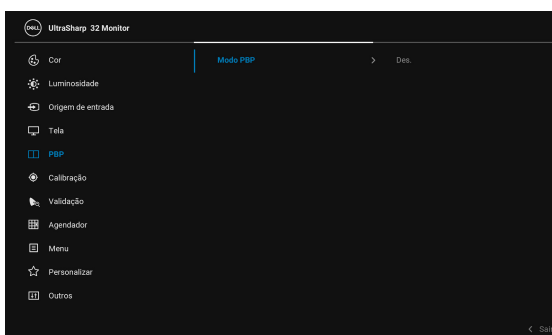 DELL UltraSharp 32 Monitor
Cor
Modo PBP > Des.
Luminosidade
Origem de entrada
Tela
PBP
Calibração
Validação
Agendador
Menu
Personalizar
Outros